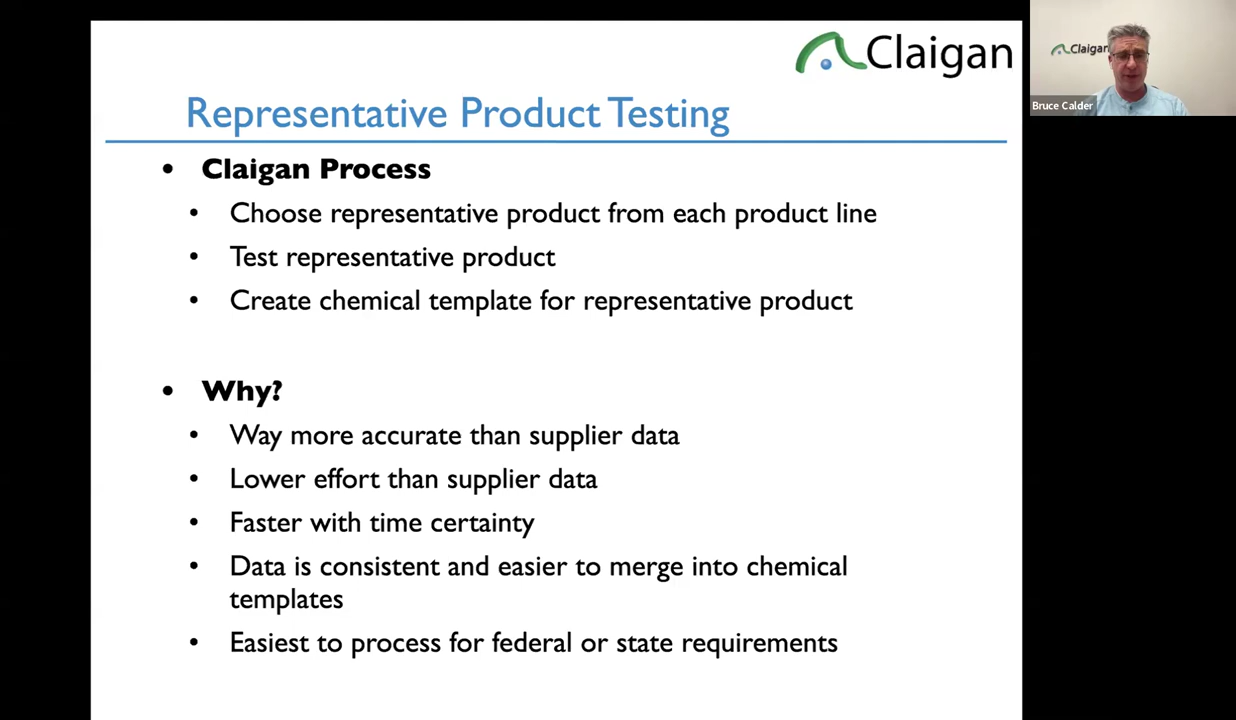 Claigan
Representative Product Testing
• Claigan Process
• Choose representative product from each product line
• Test representative product
• Create chemical template for representative product
• Why?
• Way more accurate than supplier data
• Lower effort than supplier data
• Faster with time certainty
• Data is consistent and easier to merge into chemical
templates
• Easiest to process for federal or state requirements
Claigan
Bruce Calder